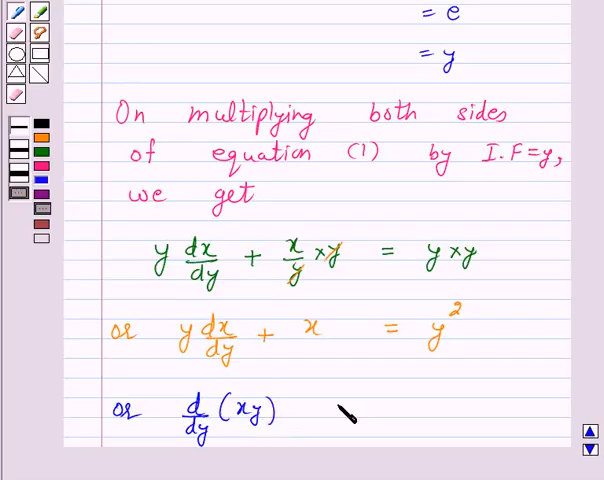 = e
= y
On multiplying both sides
of equation (1) by I.F=y,
we get
y dx/dy + x/y × y = y × y
or y dx/dy + x = y²
or d/dy (xy)